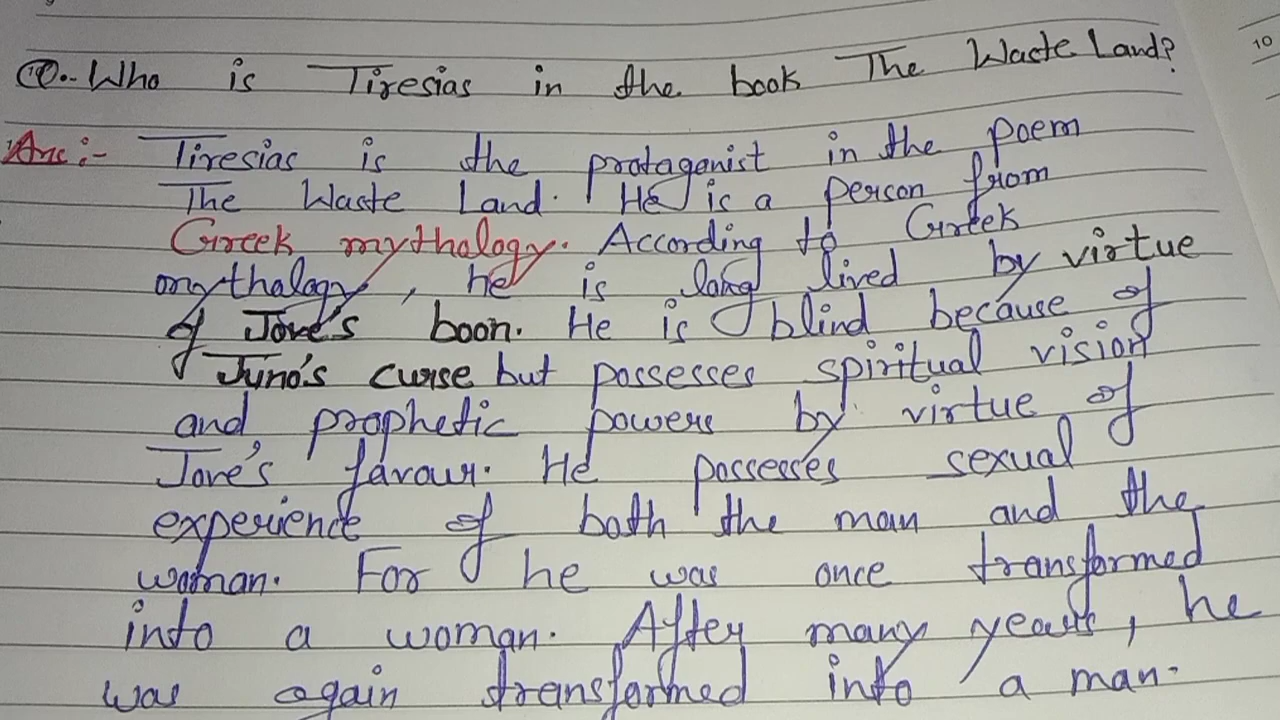 Q. Who is Tiresias in the book The Waste Land?
10
Ans:- Tiresias is the protagonist in the poem
The Waste Land. He is a person from
Greek mythology. According to Greek
mythology, he is long lived by virtue
of Jove's boon. He is blind because of
Juno's curse but possesses spiritual vision
and prophetic powers by virtue of
Jove's favour. He possesses sexual
experience of both the man and the
woman. For he was once transformed
into a woman. After many years, he
was again transformed into a man.